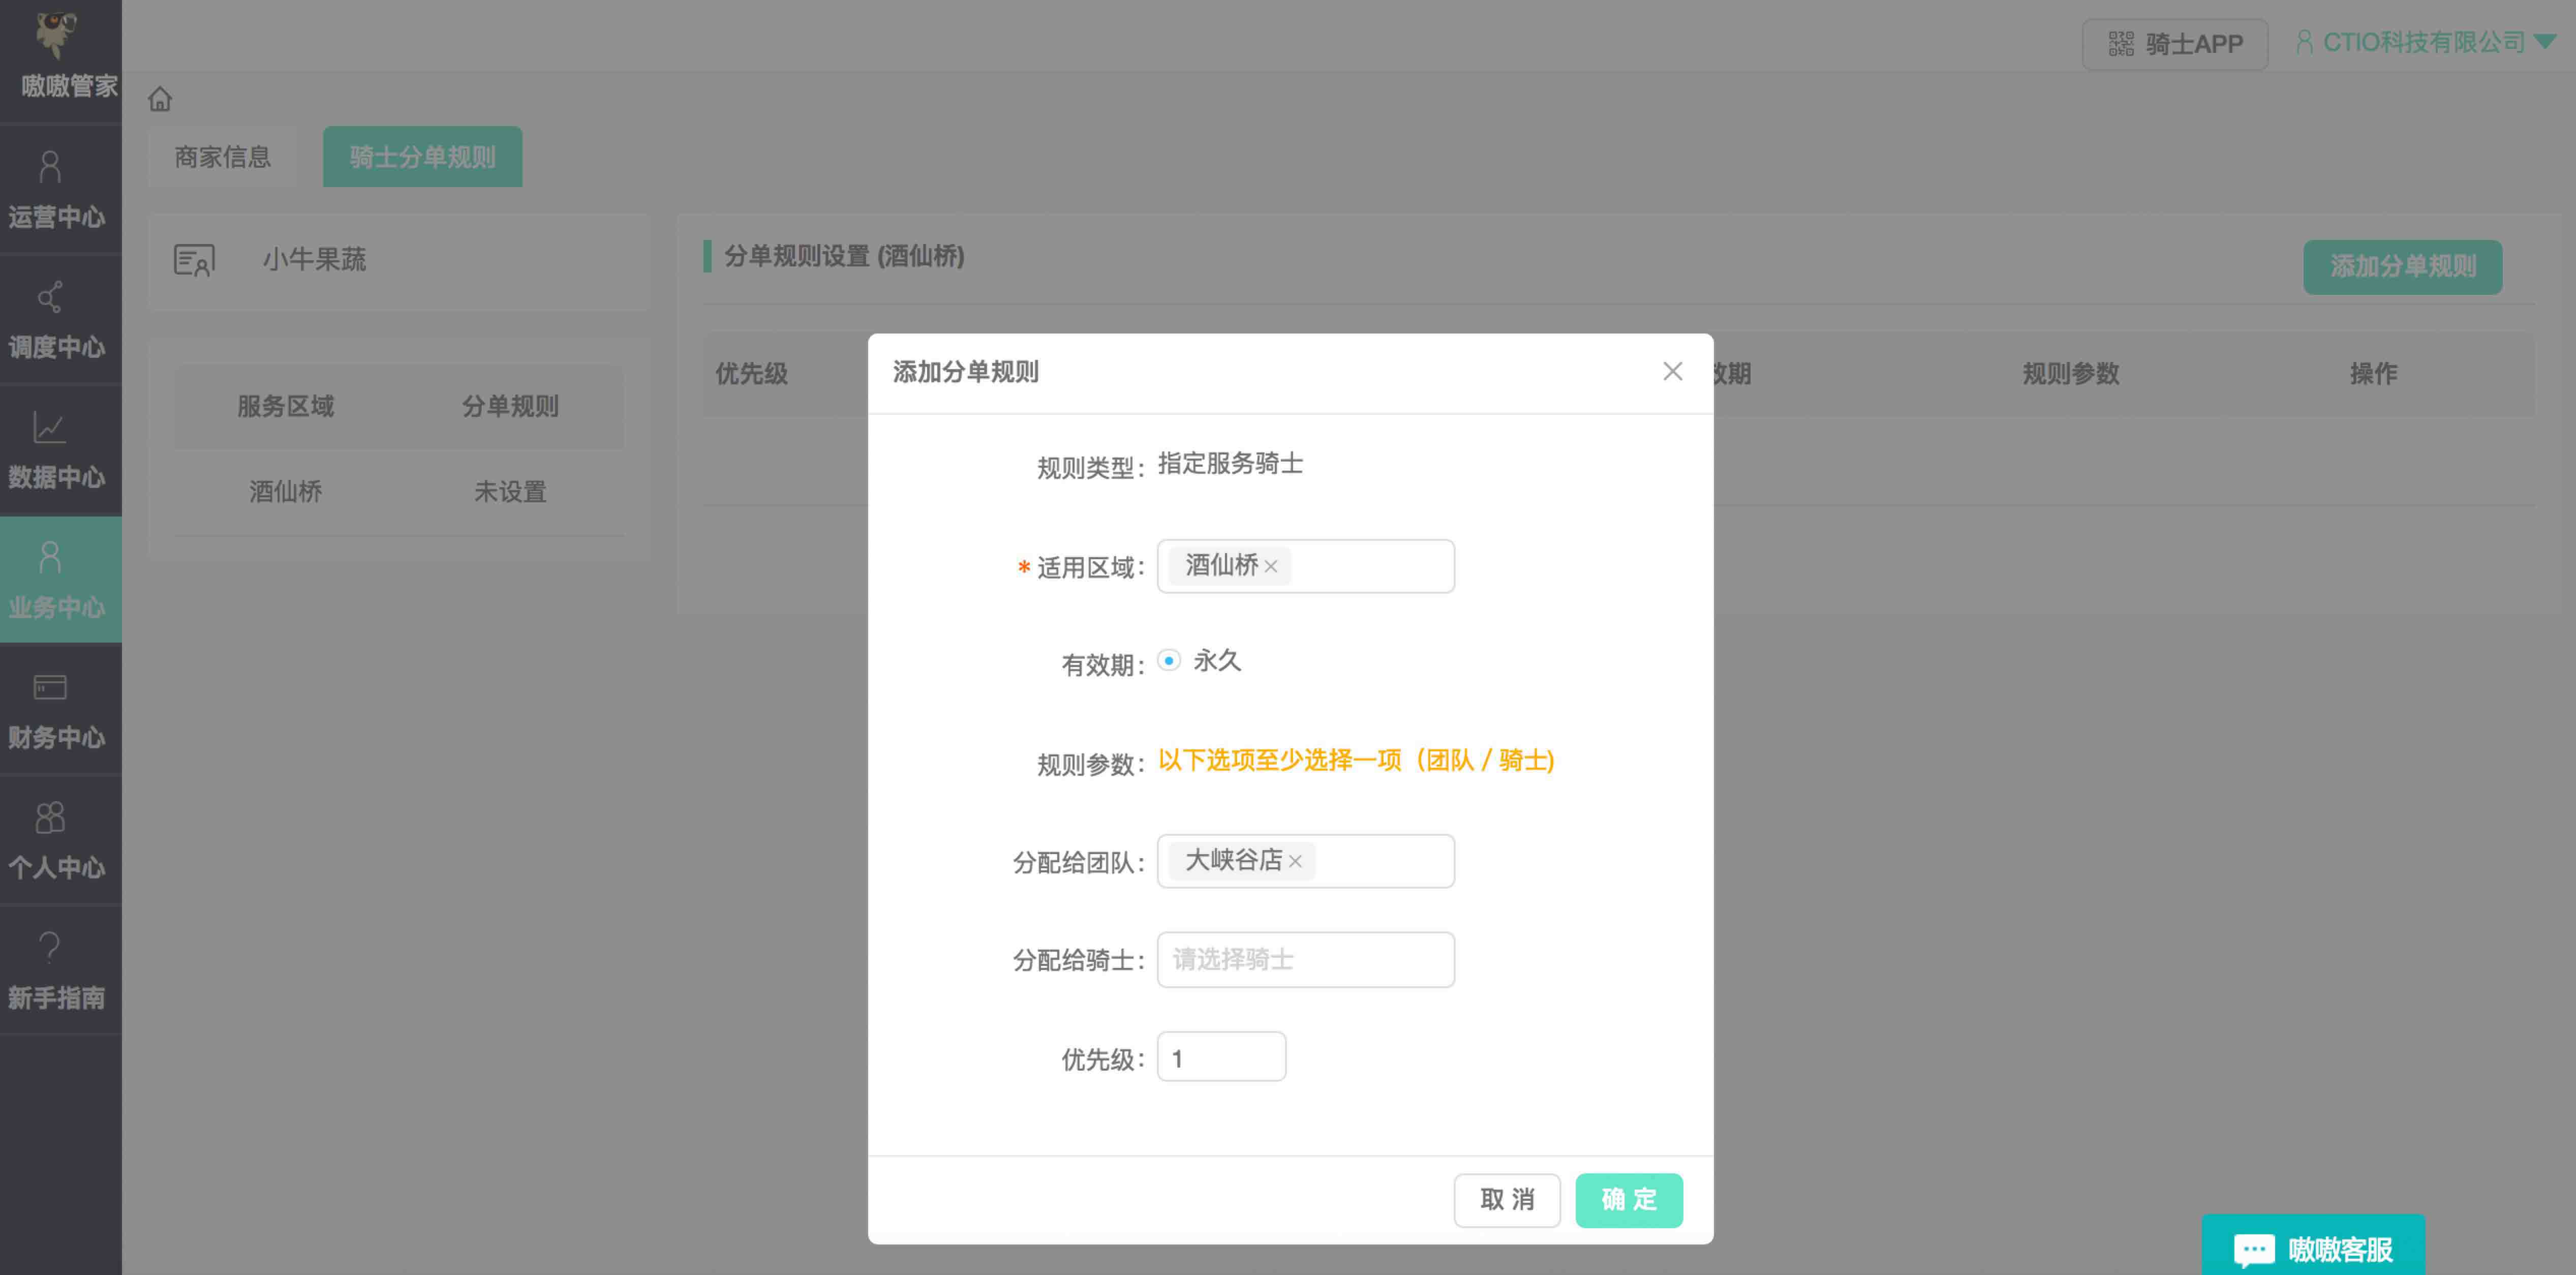 嗷嗷管家
骑士APP
CTIO科技有限公司
商家信息
骑士分单规则
运营中心
调度中心
数据中心
业务中心
财务中心
个人中心
新手指南
小牛果蔬
服务区域 分单规则
酒仙桥 未设置
分单规则设置 (酒仙桥)
添加分单规则
优先级 效期 规则参数 操作
添加分单规则
规则类型: 指定服务骑士
* 适用区域: 酒仙桥 ×
有效期: 永久
规则参数: 以下选项至少选择一项（团队 / 骑士)
分配给团队: 大峡谷店 ×
分配给骑士: 请选择骑士
优先级: 1
取 消
确 定
嗷嗷客服